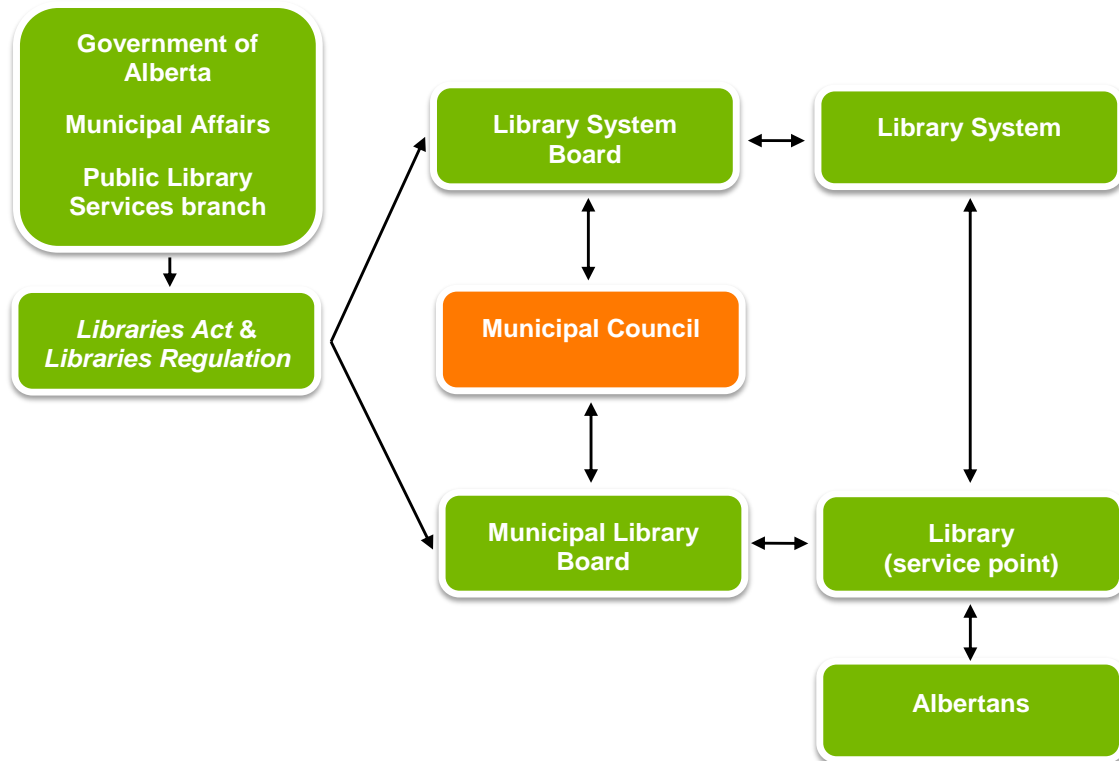 Government of
Alberta
Municipal Affairs
Public Library
Services branch
Libraries Act &
Libraries Regulation
Library System
Board
Library System
Municipal Council
Municipal Library
Board
Library
(service point)
Albertans